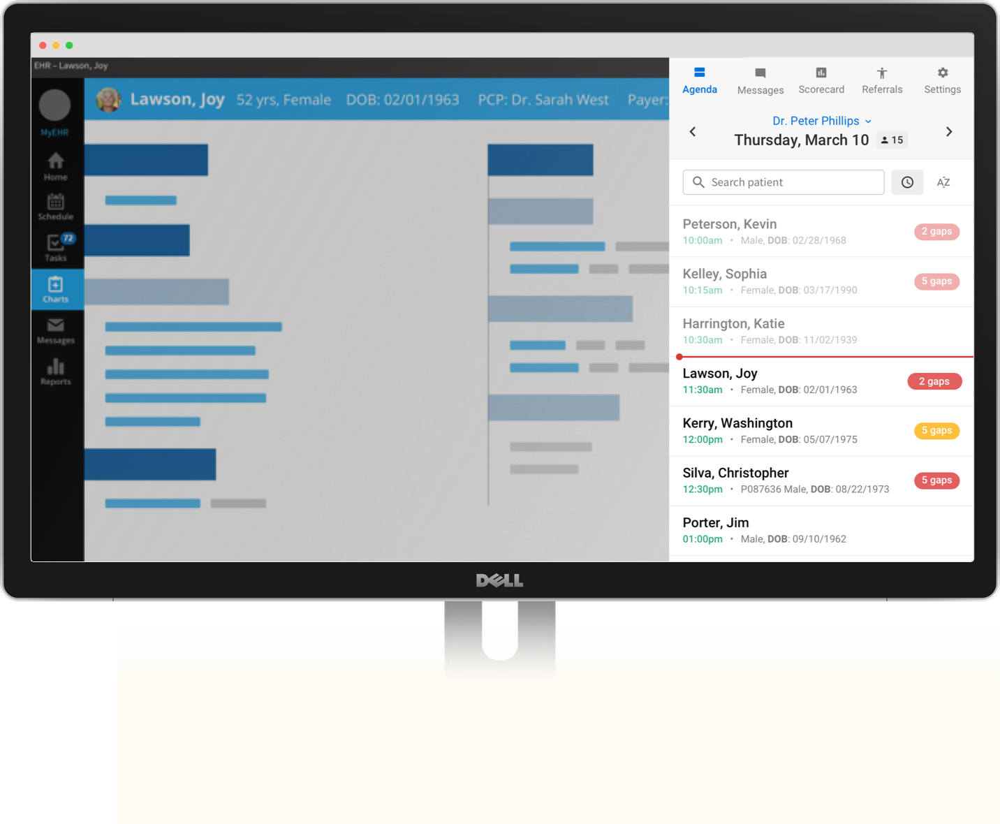 EHR – Lawson, Joy
MyEHR
Home
Schedule
72
Tasks
Charts
Messages
Reports
Lawson, Joy 52 yrs, Female DOB: 02/01/1963 PCP: Dr. Sarah West Payer:
Agenda Messages Scorecard Referrals Settings
Dr. Peter Phillips
Thursday, March 10 15
Search patient AZ
Peterson, Kevin
10:00am • Male, DOB: 02/28/1968
2 gaps
Kelley, Sophia
10:15am • Female, DOB: 03/17/1990
5 gaps
Harrington, Katie
10:30am • Female, DOB: 11/02/1939
Lawson, Joy
11:30am • Female, DOB: 02/01/1963
2 gaps
Kerry, Washington
12:00pm • Female, DOB: 05/07/1975
5 gaps
Silva, Christopher
12:30pm • P087636 Male, DOB: 08/22/1973
5 gaps
Porter, Jim
01:00pm • Male, DOB: 09/10/1962
DELL